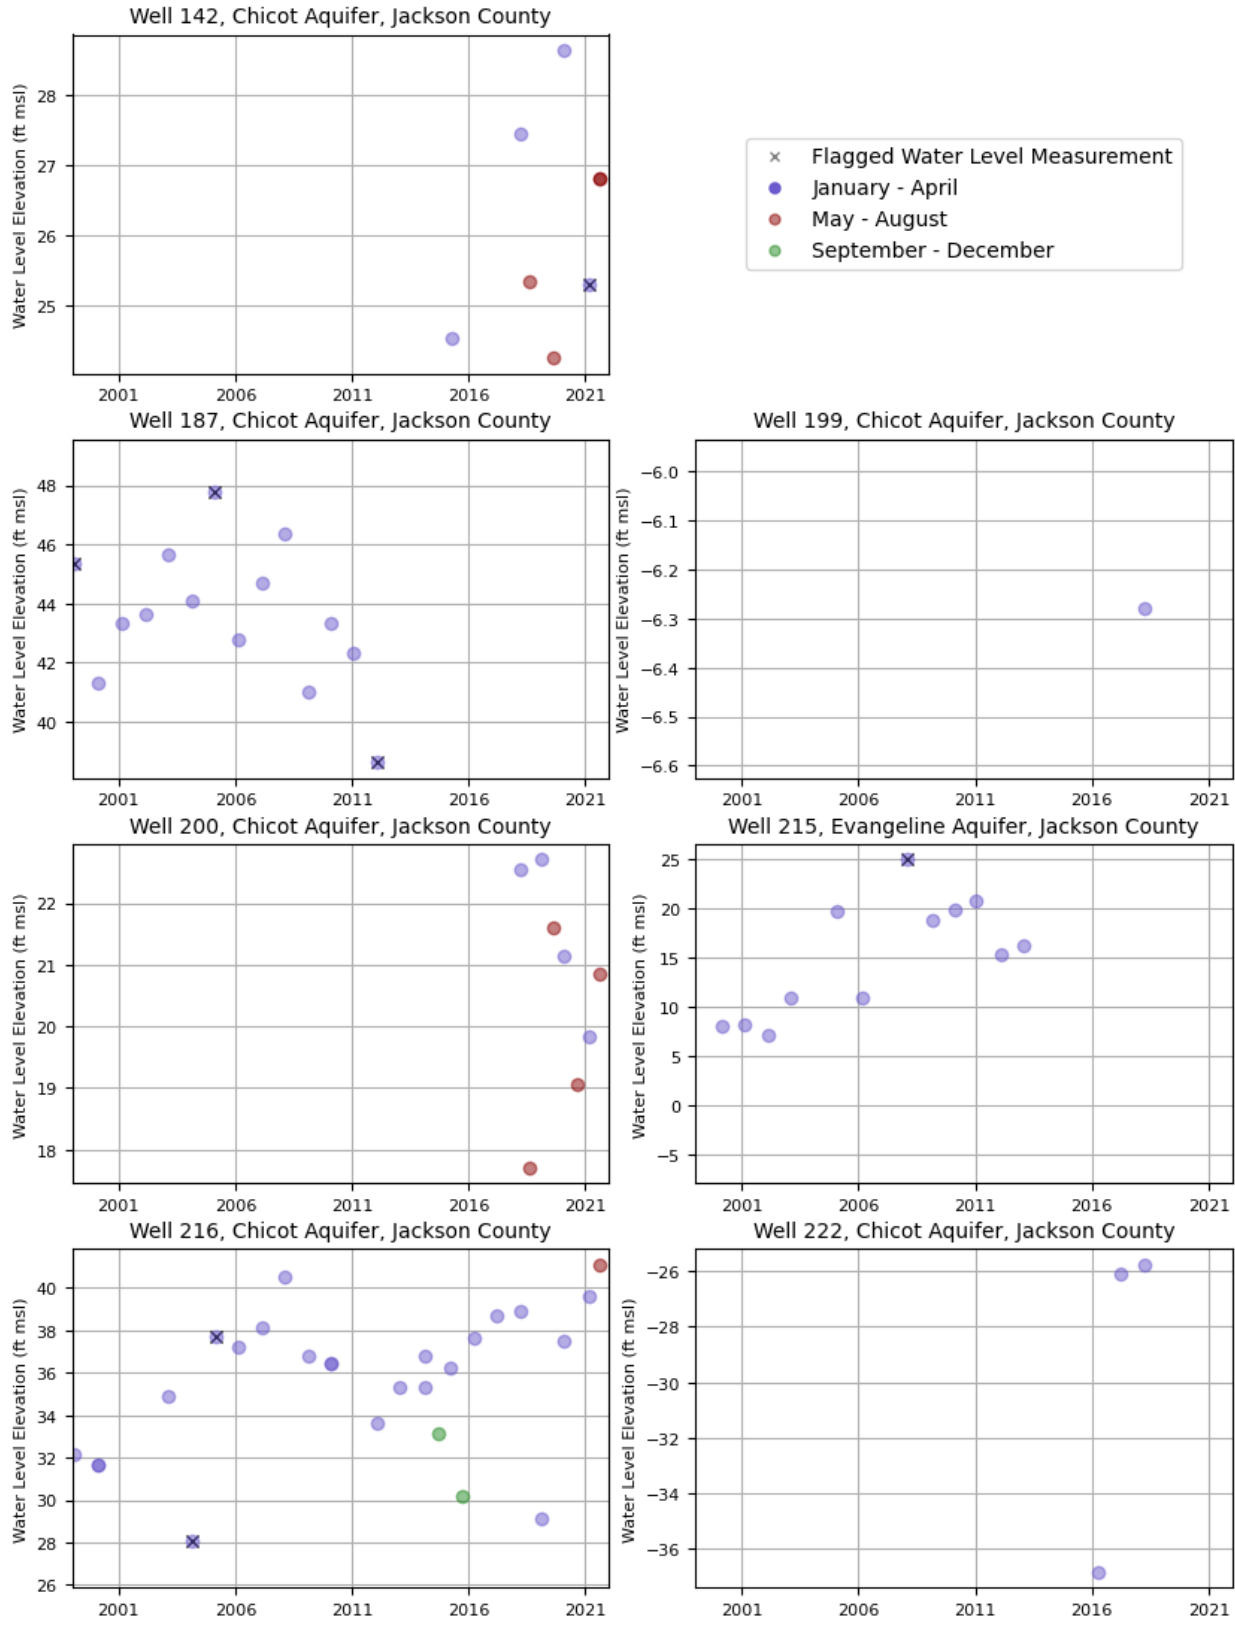 Well 142, Chicot Aquifer, Jackson County
Water Level Elevation (ft msl)
28
27
26
25
2001 2006 2011 2016 2021
Flagged Water Level Measurement
January - April
May - August
September - December
Well 187, Chicot Aquifer, Jackson County
Water Level Elevation (ft msl)
48
46
44
42
40
2001 2006 2011 2016 2021
Well 199, Chicot Aquifer, Jackson County
Water Level Elevation (ft msl)
−6.0
−6.1
−6.2
−6.3
−6.4
−6.5
−6.6
2001 2006 2011 2016 2021
Well 200, Chicot Aquifer, Jackson County
Water Level Elevation (ft msl)
22
21
20
19
18
2001 2006 2011 2016 2021
Well 215, Evangeline Aquifer, Jackson County
Water Level Elevation (ft msl)
25
20
15
10
5
0
−5
2001 2006 2011 2016 2021
Well 216, Chicot Aquifer, Jackson County
Water Level Elevation (ft msl)
40
38
36
34
32
30
28
26
2001 2006 2011 2016 2021
Well 222, Chicot Aquifer, Jackson County
Water Level Elevation (ft msl)
−26
−28
−30
−32
−34
−36
2001 2006 2011 2016 2021